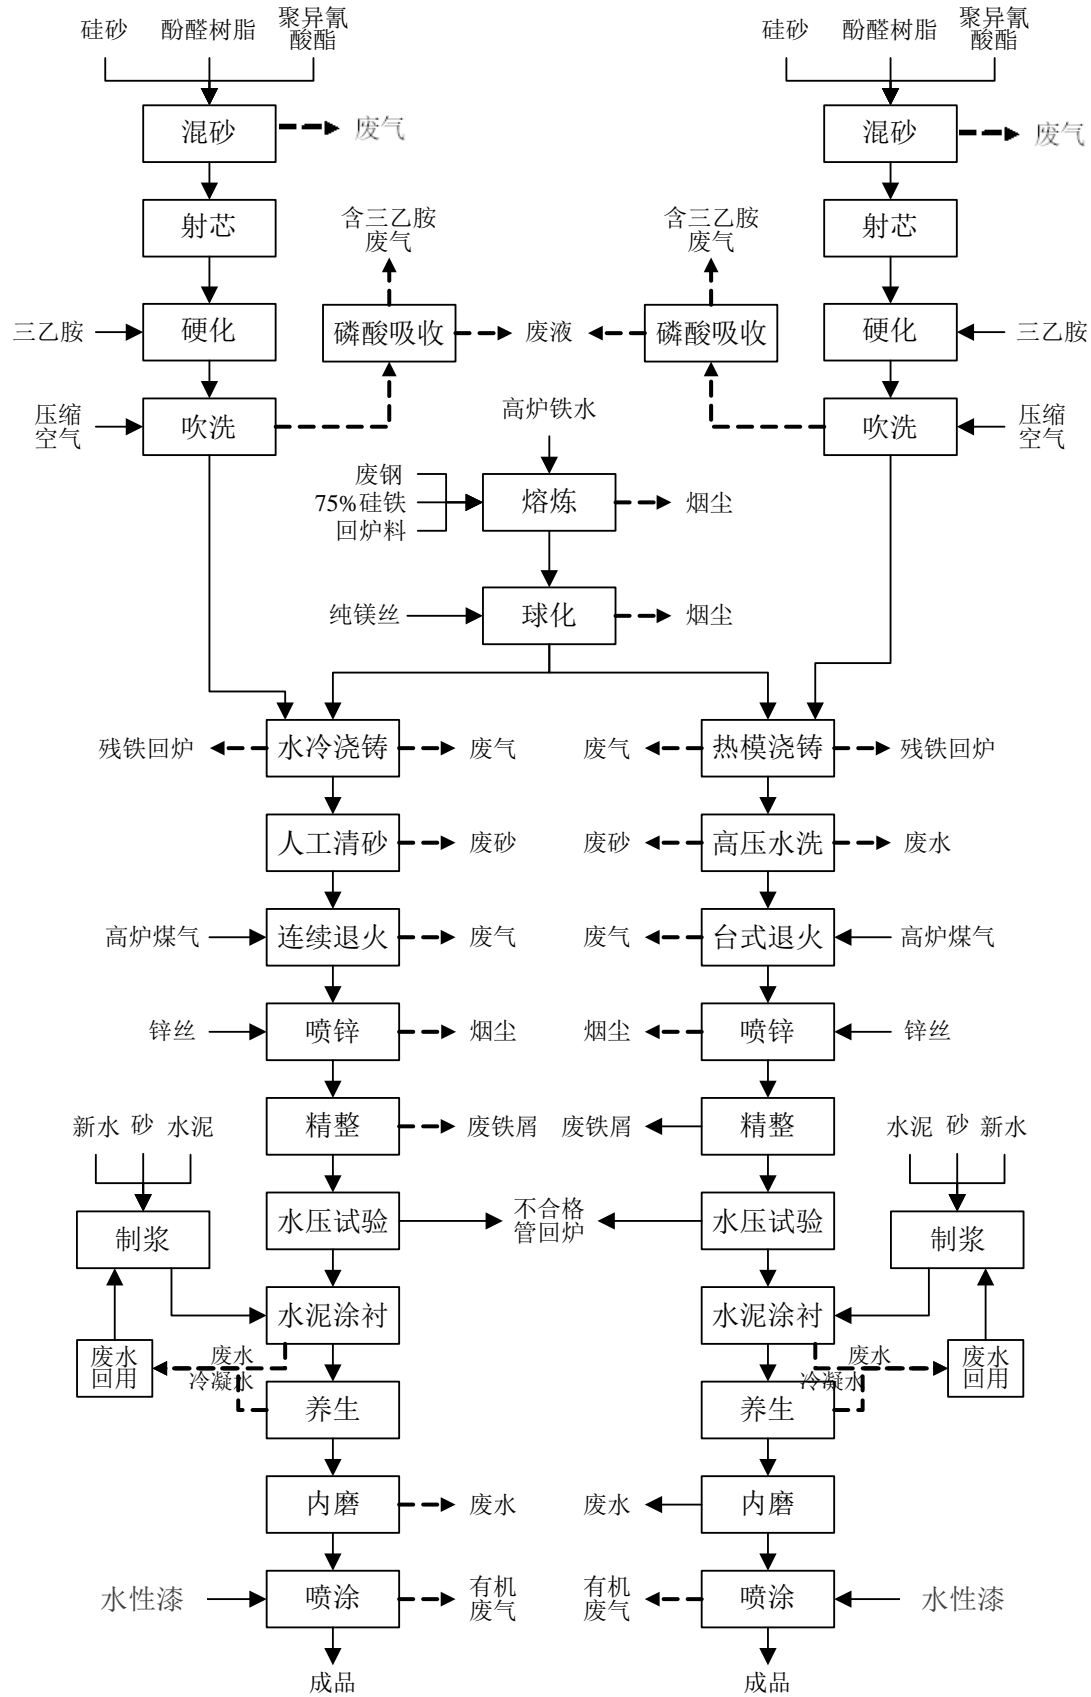 硅砂 酚醛树脂 聚异氰
酸酯
硅砂 酚醛树脂 聚异氰
酸酯
混砂 废气 混砂 废气
射芯 射芯
含三乙胺
废气
含三乙胺
废气
三乙胺 硬化 磷酸吸收 废液 磷酸吸收 硬化 三乙胺
压缩
空气
吹洗 高炉铁水 吹洗
压缩
空气
废钢
75%硅铁
回炉料
熔炼 烟尘
纯镁丝 球化 烟尘
残铁回炉 水冷浇铸 废气 废气 热模浇铸 残铁回炉
人工清砂 废砂 废砂 高压水洗 废水
高炉煤气 连续退火 废气 废气 台式退火 高炉煤气
锌丝 喷锌 烟尘 烟尘 喷锌 锌丝
新水 砂 水泥 精整 废铁屑 废铁屑 精整 水泥 砂 新水
制浆 水压试验
不合格
管回炉
水压试验 制浆
水泥涂衬 水泥涂衬
废水
回用
废水
冷凝水
废水
冷凝水
废水
回用
养生 养生
内磨 废水 废水 内磨
水性漆 喷涂
有机
废气
有机
废气
喷涂 水性漆
成品 成品